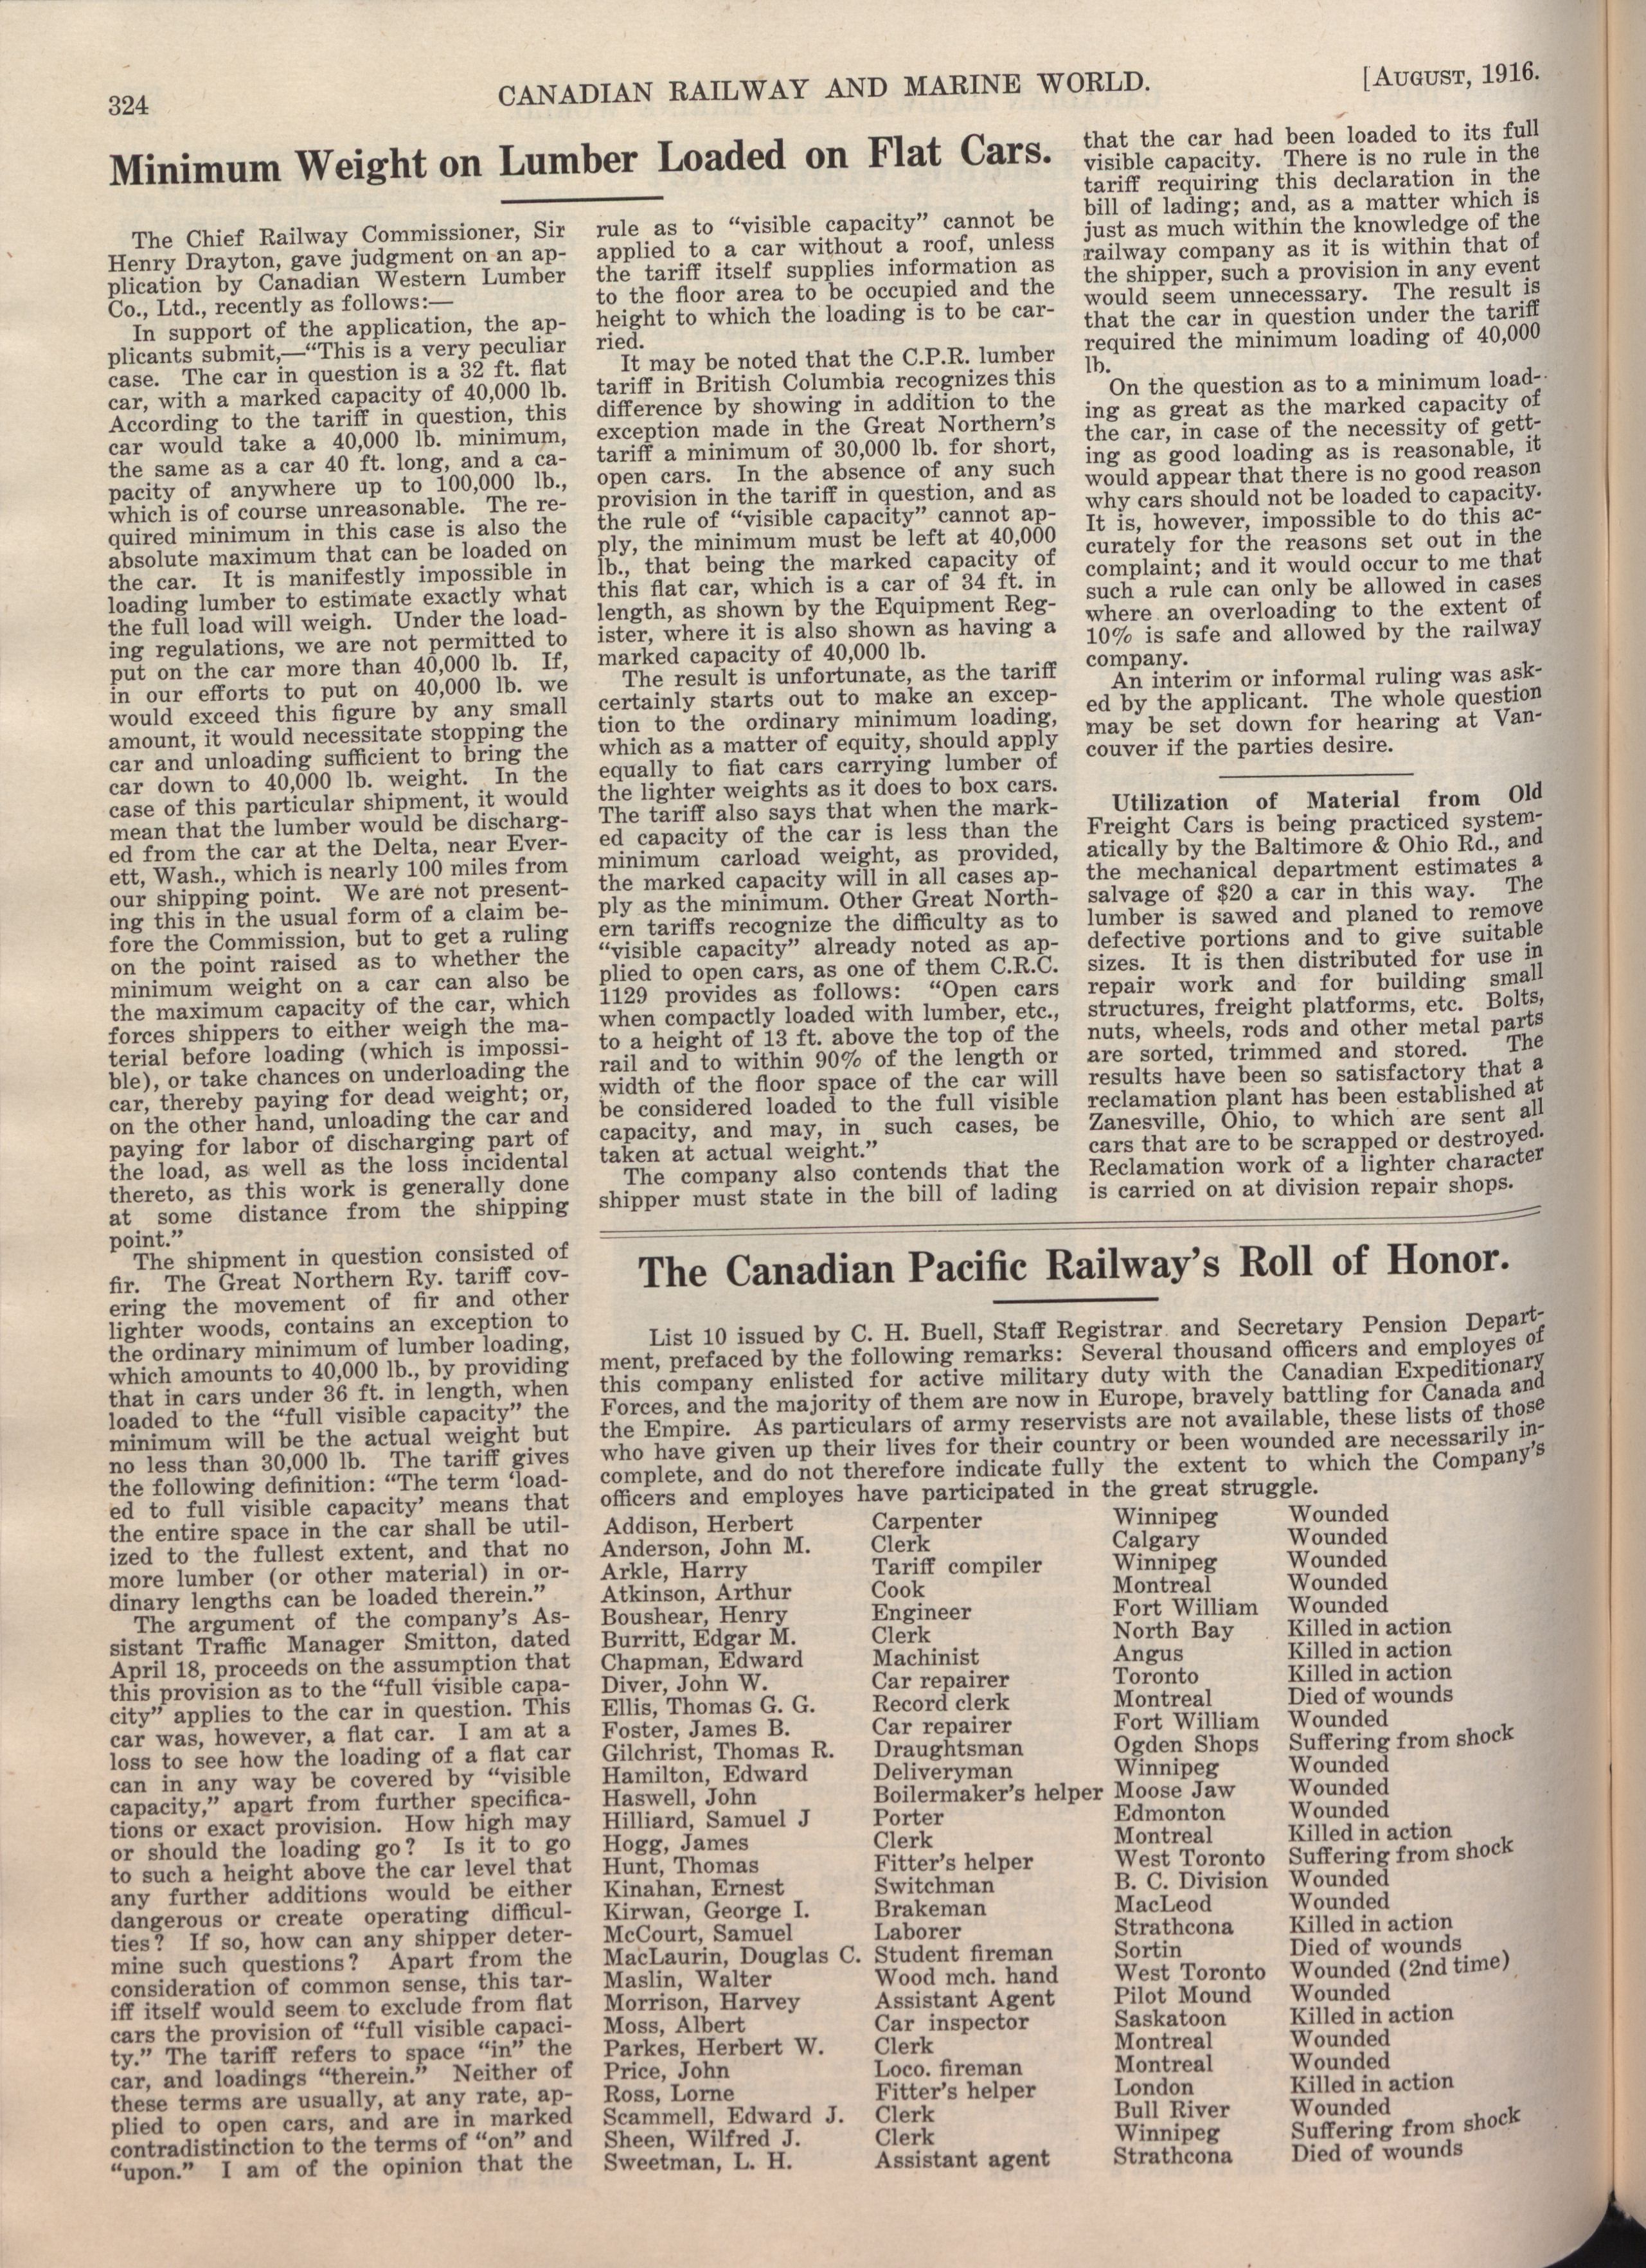 324
CANADIAN RAILWAY AND MARINE WORLD.
[AUGUST, 1916.
Minimum Weight on Lumber Loaded on Flat Cars.
The Chief Railway Commissioner, Sir
Henry Drayton, gave judgment on an ap-
plication by Canadian Western Lumber
Co., Ltd., recently as follows:—
In support of the application, the ap-
plicants submit,—"This is a very peculiar
case. The car in question is a 32 ft. flat
car, with a marked capacity of 40,000 lb.
According to the tariff in question, this
car would take a 40,000 lb. minimum,
the same as a car 40 ft. long, and a ca-
pacity of anywhere up to 100,000 lb.,
which is of course unreasonable. The re-
quired minimum in this case is also the
absolute maximum that can be loaded on
the car. It is manifestly impossible in
loading lumber to estimate exactly what
the full load will weigh. Under the load-
ing regulations, we are not permitted to
put on the car more than 40,000 lb. If,
in our efforts to put on 40,000 lb. we
would exceed this figure by any small
amount, it would necessitate stopping the
car and unloading sufficient to bring the
car down to 40,000 lb. weight. In the
case of this particular shipment, it would
mean that the lumber would be discharg-
ed from the car at the Delta, near Ever-
ett, Wash., which is nearly 100 miles from
our shipping point. We are not present-
ing this in the usual form of a claim be-
fore the Commission, but to get a ruling
on the point raised as to whether the
minimum weight on a car can also be
the maximum capacity of the car, which
forces shippers to either weigh the ma-
terial before loading (which is impossi-
ble), or take chances on underloading the
car, thereby paying for dead weight; or,
on the other hand, unloading the car and
paying for labor of discharging part of
the load, as well as the loss incidental
thereto, as this work is generally done
at some distance from the shipping
point."
The shipment in question consisted of
fir. The Great Northern Ry. tariff cov-
ering the movement of fir and other
lighter woods, contains an exception to
the ordinary minimum of lumber loading,
which amounts to 40,000 lb., by providing
that in cars under 36 ft. in length, when
loaded to the "full visible capacity" the
minimum will be the actual weight but
no less than 30,000 lb. The tariff gives
the following definition: "The term 'load-
ed to full visible capacity' means that
the entire space in the car shall be util-
ized to the fullest extent, and that no
more lumber (or other material) in or-
dinary lengths can be loaded therein."
The argument of the company's As-
sistant Traffic Manager Smitton, dated
April 18, proceeds on the assumption that
this provision as to the "full visible capa-
city" applies to the car in question. This
car was, however, a flat car. I am at a
loss to see how the loading of a flat car
can in any way be covered by "visible
capacity," apart from further specifica-
tions or exact provision. How high may
or should the loading go? Is it to go
to such a height above the car level that
any further additions would be either
dangerous or create operating difficul-
ties? If so, how can any shipper deter-
mine such questions? Apart from the
consideration of common sense, this tar-
iff itself would seem to exclude from flat
cars the provision of "full visible capaci-
ty." The tariff refers to space "in" the
car, and loadings "therein." Neither of
these terms are usually, at any rate, ap-
plied to open cars, and are in marked
contradistinction to the terms of "on" and
"upon." I am of the opinion that the
rule as to "visible capacity" cannot be
applied to a car without a roof, unless
the tariff itself supplies information as
to the floor area to be occupied and the
height to which the loading is to be car-
ried.
It may be noted that the C.P.R. lumber
tariff in British Columbia recognizes this
difference by showing in addition to the
exception made in the Great Northern's
tariff a minimum of 30,000 lb. for short,
open cars. In the absence of any such
provision in the tariff in question, and as
the rule of "visible capacity" cannot ap-
ply, the minimum must be left at 40,000
lb., that being the marked capacity of
this flat car, which is a car of 34 ft. in
length, as shown by the Equipment Reg-
ister, where it is also shown as having a
marked capacity of 40,000 lb.
The result is unfortunate, as the tariff
certainly starts out to make an excep-
tion to the ordinary minimum loading,
which as a matter of equity, should apply
equally to flat cars carrying lumber of
the lighter weights as it does to box cars.
The tariff also says that when the mark-
ed capacity of the car is less than the
minimum carload weight, as provided,
the marked capacity will in all cases ap-
ply as the minimum. Other Great North-
ern tariffs recognize the difficulty as to
"visible capacity" already noted as ap-
plied to open cars, as one of them C.R.C.
1129 provides as follows: "Open cars
when compactly loaded with lumber, etc.,
to a height of 13 ft. above the top of the
rail and to within 90% of the length or
width of the floor space of the car will
be considered loaded to the full visible
capacity, and may, in such cases, be
taken at actual weight."
The company also contends that the
shipper must state in the bill of lading
that the car had been loaded to its full
visible capacity. There is no rule in the
tariff requiring this declaration in the
bill of lading; and, as a matter which is
just as much within the knowledge of the
railway company as it is within that of
the shipper, such a provision in any event
would seem unnecessary. The result is
that the car in question under the tariff
required the minimum loading of 40,000
lb.
On the question as to a minimum load-
ing as great as the marked capacity of
the car, in case of the necessity of gett-
ing as good loading as is reasonable, it
would appear that there is no good reason
why cars should not be loaded to capacity.
It is, however, impossible to do this ac-
curately for the reasons set out in the
complaint; and it would occur to me that
such a rule can only be allowed in cases
where an overloading to the extent of
10% is safe and allowed by the railway
company.
An interim or informal ruling was ask-
ed by the applicant. The whole question
may be set down for hearing at Van-
couver if the parties desire.
Utilization of Material from Old
Freight Cars is being practiced system-
atically by the Baltimore & Ohio Rd., and
the mechanical department estimates a
salvage of $20 a car in this way. The
lumber is sawed and planed to remove
defective portions and to give suitable
sizes. It is then distributed for use in
repair work and for building small
structures, freight platforms, etc. Bolts,
nuts, wheels, rods and other metal parts
are sorted, trimmed and stored. The
results have been so satisfactory that a
reclamation plant has been established at
Zanesville, Ohio, to which are sent all
cars that are to be scrapped or destroyed.
Reclamation work of a lighter character
is carried on at division repair shops.
The Canadian Pacific Railway's Roll of Honor.
List 10 issued by C. H. Buell, Staff Registrar and Secretary Pension Depart-
ment, prefaced by the following remarks: Several thousand officers and employes of
this company enlisted for active military duty with the Canadian Expeditionary
Forces, and the majority of them are now in Europe, bravely battling for Canada and
the Empire. As particulars of army reservists are not available, these lists of those
who have given up their lives for their country or been wounded are necessarily in-
complete, and do not therefore indicate fully the extent to which the Company's
officers and employes have participated in the great struggle.
Addison, Herbert Carpenter Winnipeg Wounded
Anderson, John M. Clerk Calgary Wounded
Arkle, Harry Tariff compiler Winnipeg Wounded
Atkinson, Arthur Cook Montreal Wounded
Boushear, Henry Engineer Fort William Wounded
Burritt, Edgar M. Clerk North Bay Killed in action
Chapman, Edward Machinist Angus Killed in action
Diver, John W. Car repairer Toronto Killed in action
Ellis, Thomas G. G. Record clerk Montreal Died of wounds
Foster, James B. Car repairer Fort William Wounded
Gilchrist, Thomas R. Draughtsman Ogden Shops Suffering from shock
Hamilton, Edward Deliveryman Winnipeg Wounded
Haswell, John Boilermaker's helper Moose Jaw Wounded
Hilliard, Samuel J Porter Edmonton Wounded
Hogg, James Clerk Montreal Killed in action
Hunt, Thomas Fitter's helper West Toronto Suffering from shock
Kinahan, Ernest Switchman B. C. Division Wounded
Kirwan, George I. Brakeman MacLeod Wounded
McCourt, Samuel Laborer Strathcona Killed in action
MacLaurin, Douglas C. Student fireman Sortin Died of wounds
Maslin, Walter Wood mch. hand West Toronto Wounded (2nd time)
Morrison, Harvey Assistant Agent Pilot Mound Wounded
Moss, Albert Car inspector Saskatoon Killed in action
Parkes, Herbert W. Clerk Montreal Wounded
Price, John Loco. fireman Montreal Wounded
Ross, Lorne Fitter's helper London Killed in action
Scammell, Edward J. Clerk Bull River Wounded
Sheen, Wilfred J. Clerk Winnipeg Suffering from shock
Sweetman, L. H. Assistant agent Strathcona Died of wounds